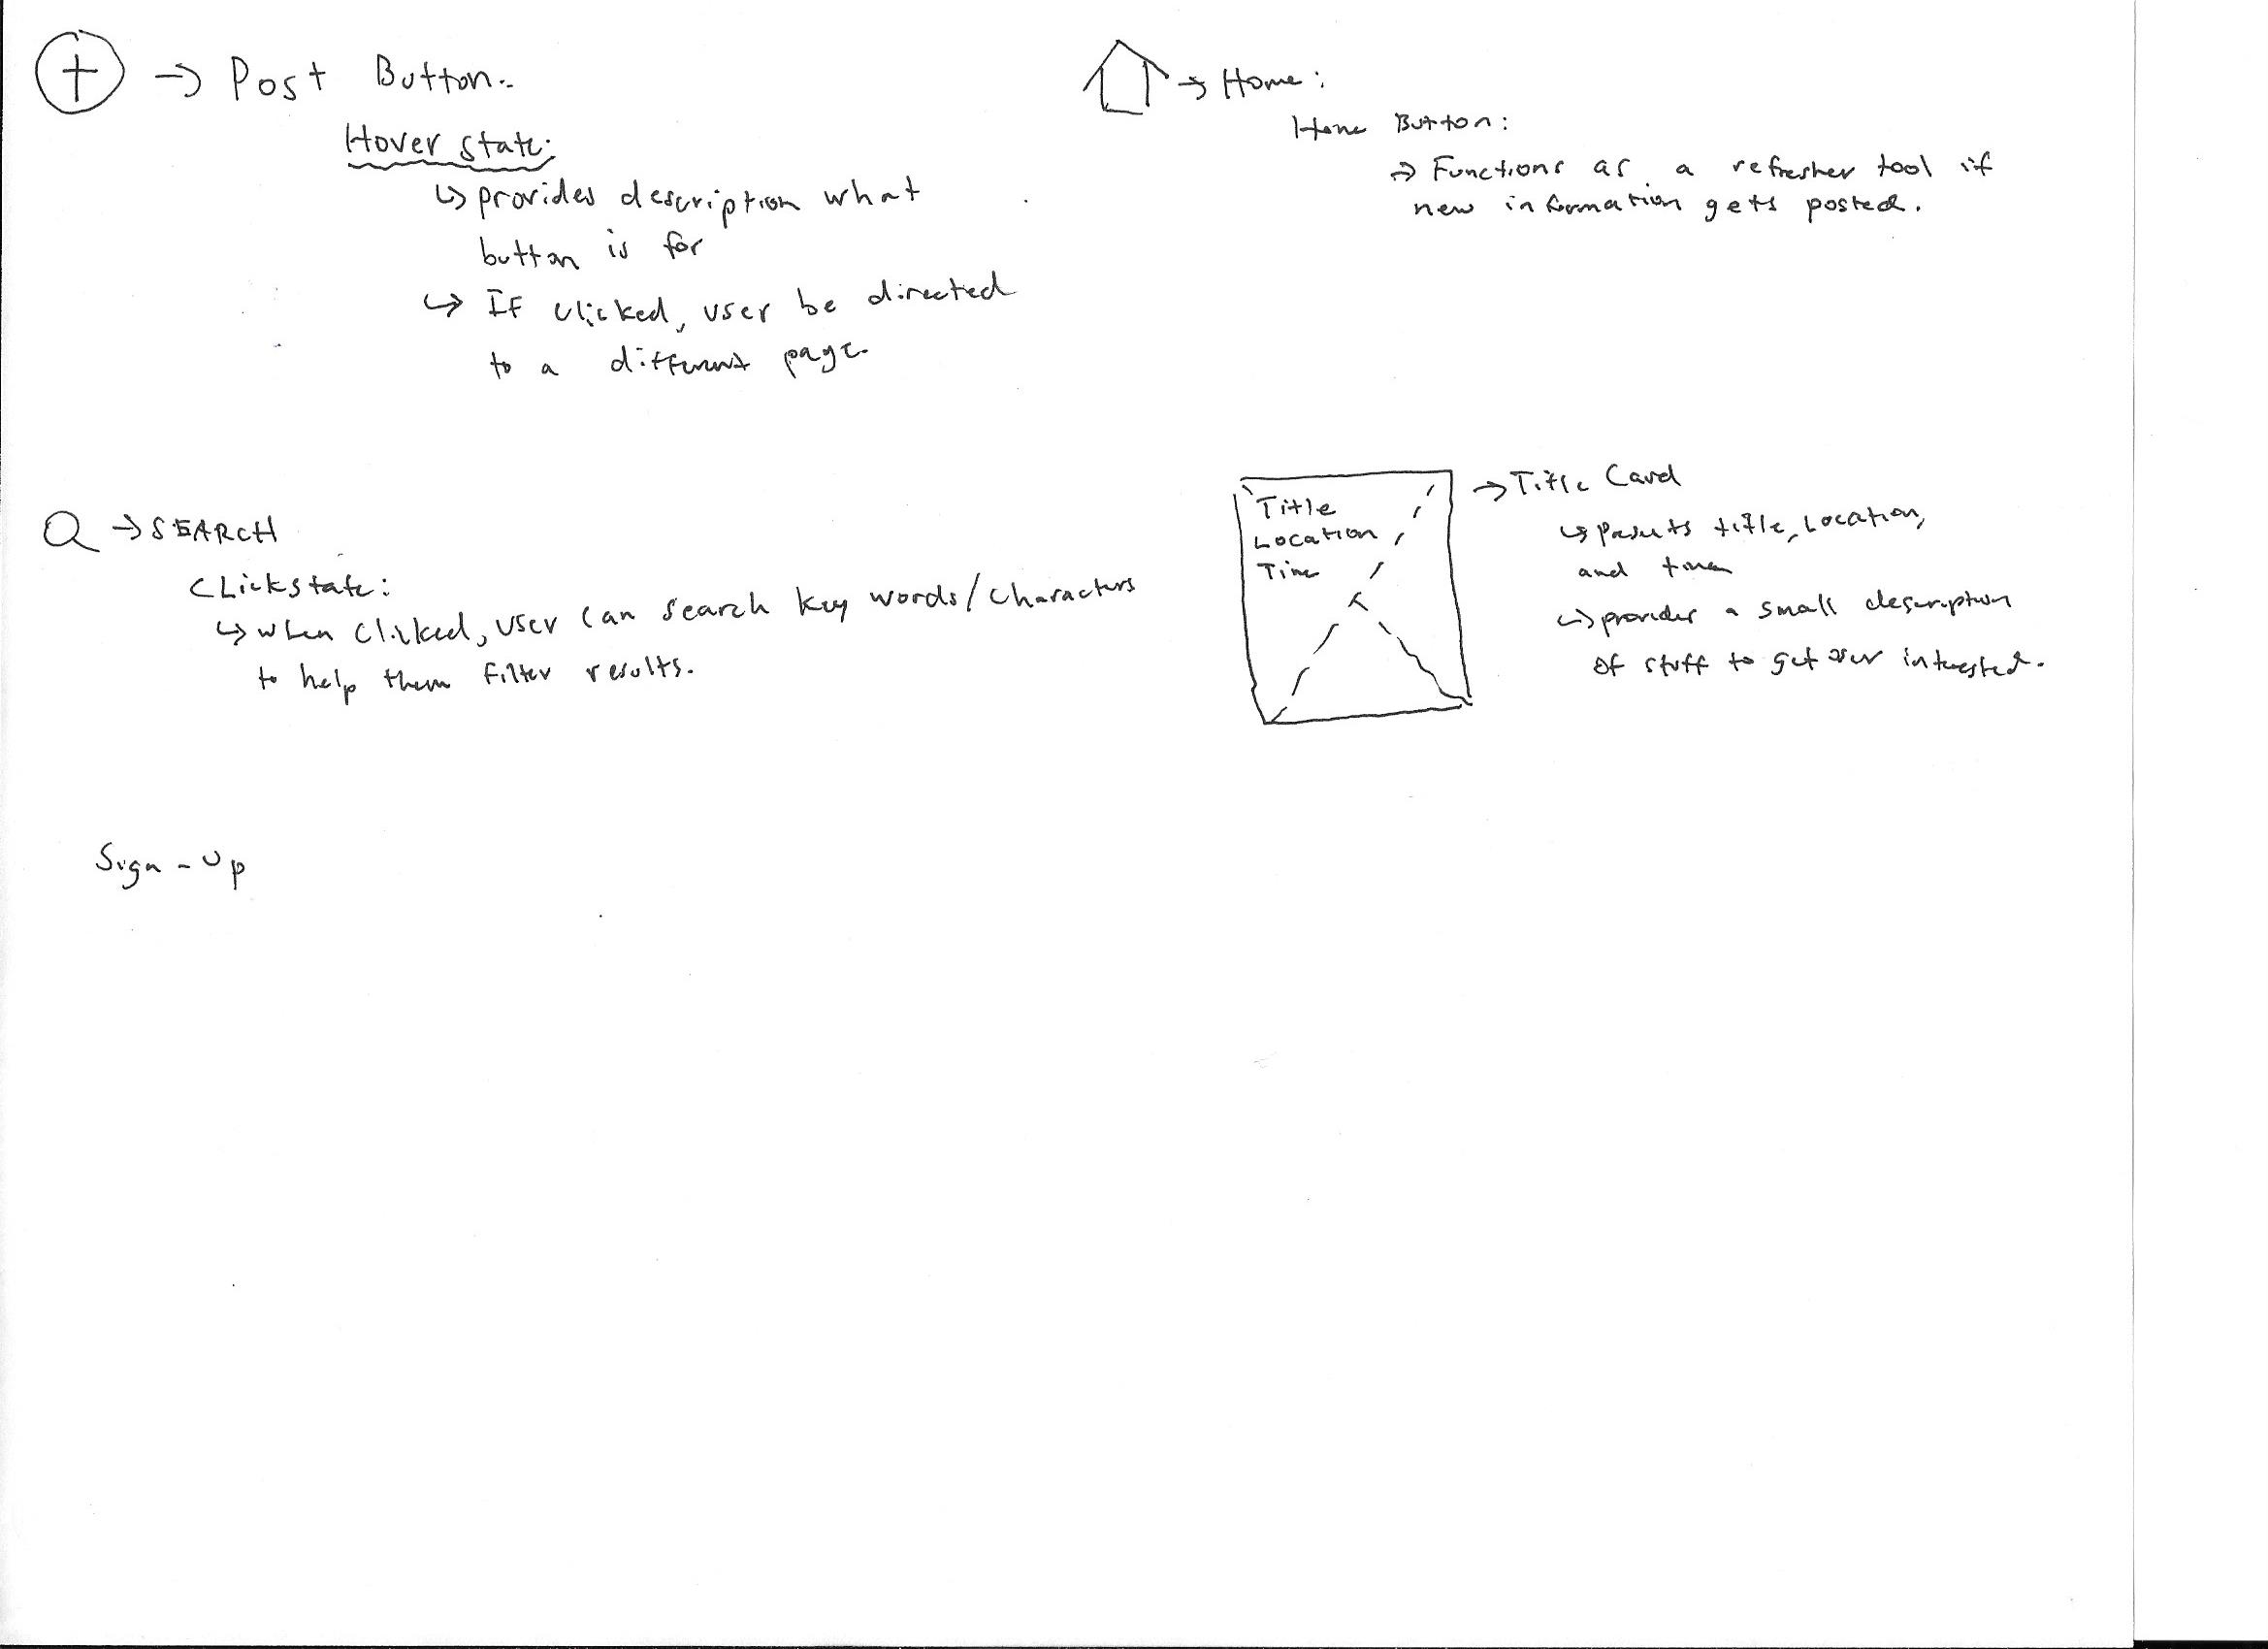 → Post Button:
Hover state:
↳ provides description what
button is for
↳ If clicked, user be directed
to a different page.
→ Home:
Home Button:
→ Functions as a refresher tool if
new information gets posted.
→ SEARCH
Clickstate:
↳ when clicked, user can search key words/characters
to help them filter results.
Title
Location
Time
→ Title Card
↳ title, Location,
and
↳ provides a small description
of stuff to get user interested.
Sign-up